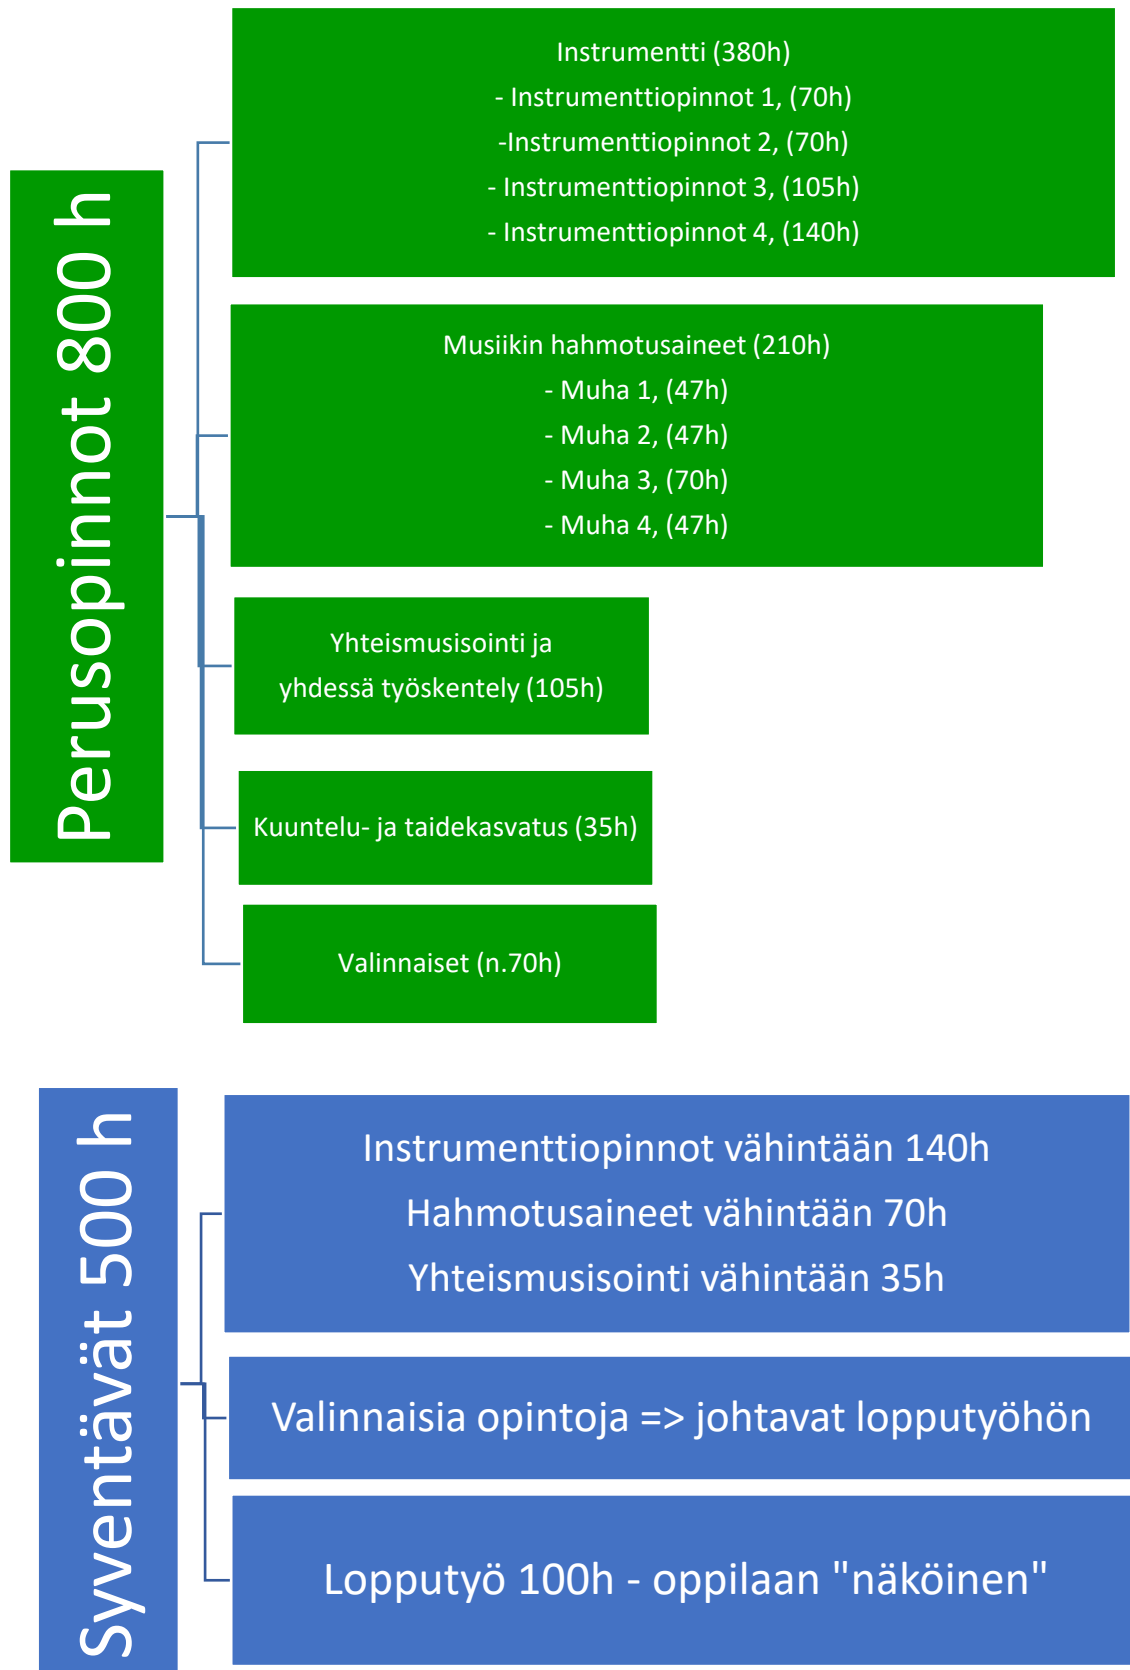 Perusopinnot 800 h
Instrumentti (380h)
- Instrumenttiopinnot 1, (70h)
-Instrumenttiopinnot 2, (70h)
- Instrumenttiopinnot 3, (105h)
- Instrumenttiopinnot 4, (140h)
Musiikin hahmotusaineet (210h)
- Muha 1, (47h)
- Muha 2, (47h)
- Muha 3, (70h)
- Muha 4, (47h)
Yhteismusisointi ja
yhdessä työskentely (105h)
Kuuntelu- ja taidekasvatus (35h)
Valinnaiset (n.70h)
Syventävät 500 h
Instrumenttiopinnot vähintään 140h
Hahmotusaineet vähintään 70h
Yhteismusisointi vähintään 35h
Valinnaisia opintoja => johtavat lopputyöhön
Lopputyö 100h - oppilaan "näköinen"